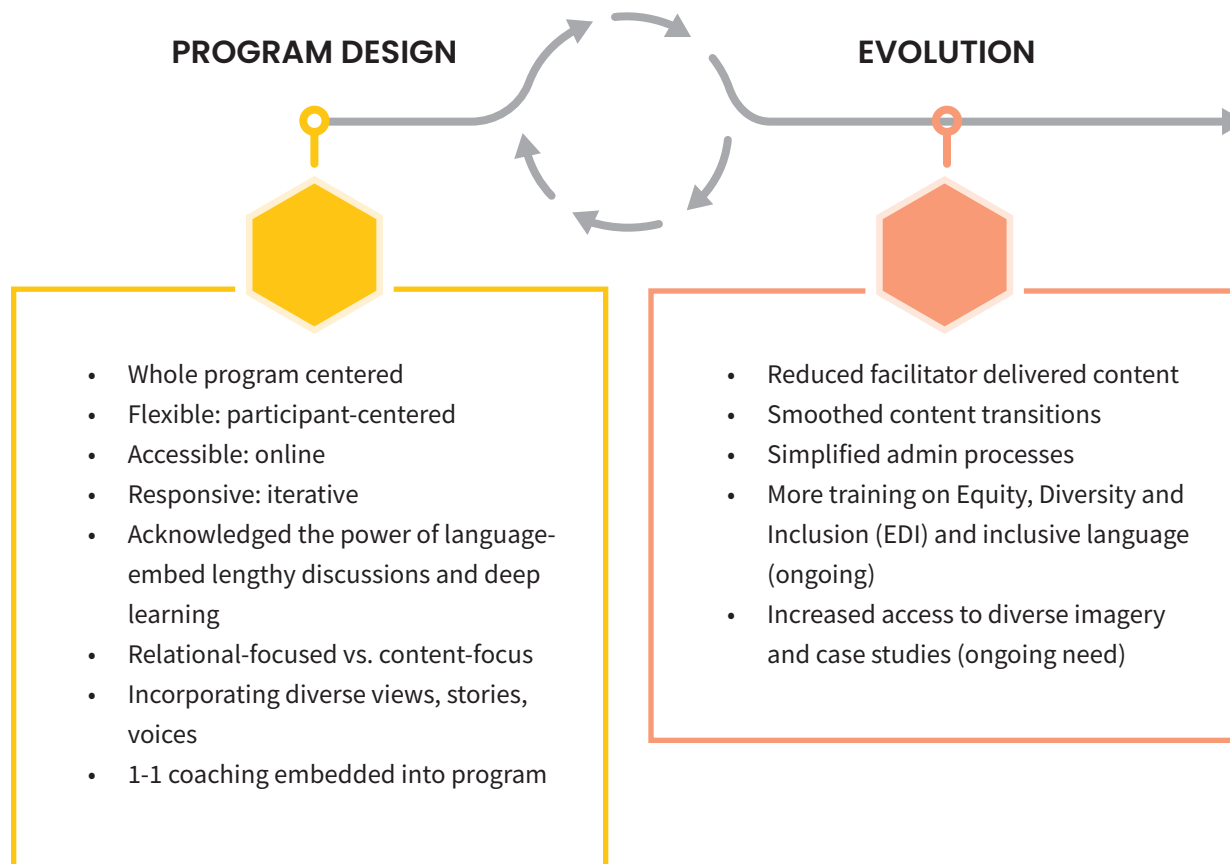 PROGRAM DESIGN
• Whole program centered
• Flexible: participant-centered
• Accessible: online
• Responsive: iterative
• Acknowledged the power of language-
embed lengthy discussions and deep
learning
• Relational-focused vs. content-focus
• Incorporating diverse views, stories,
voices
• 1-1 coaching embedded into program
EVOLUTION
• Reduced facilitator delivered content
• Smoothed content transitions
• Simplified admin processes
• More training on Equity, Diversity and
Inclusion (EDI) and inclusive language
(ongoing)
• Increased access to diverse imagery
and case studies (ongoing need)